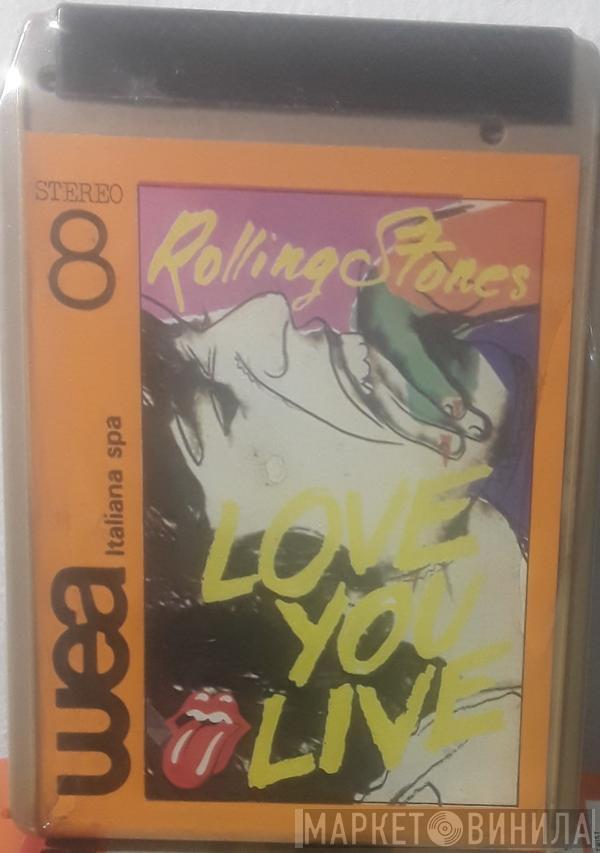 STEREO
8
Rolling Stones
LOVE
YOU
LIVE
wea
Italiana spa
МАРКЕТ ВИНИЛА